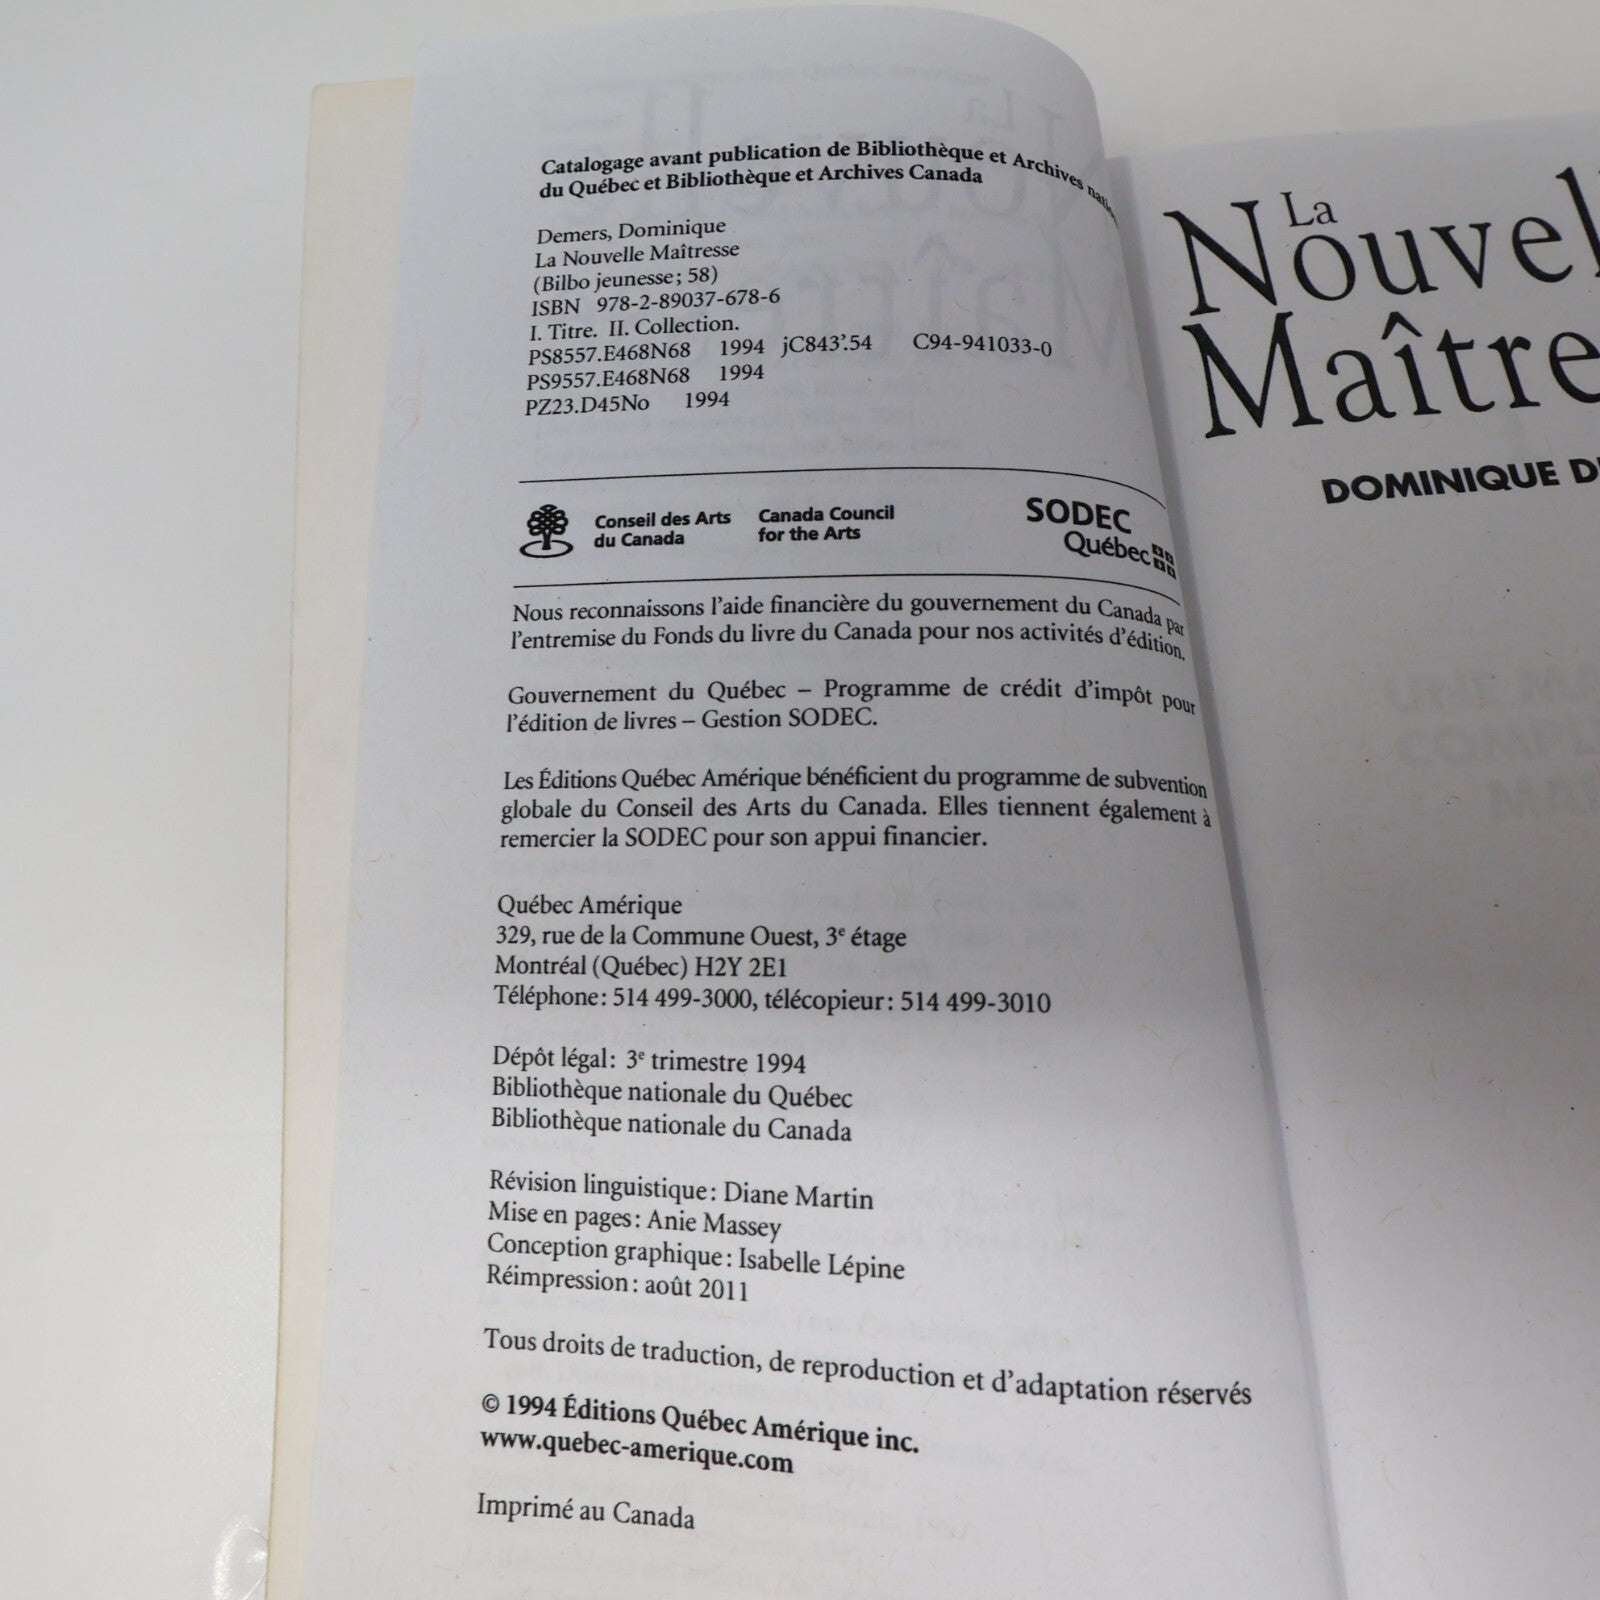 Catalogage avant publication de Bibliothèque et Archives
du Québec et Bibliothèque et Archives Canada
Demers, Dominique
La Nouvelle Maîtresse
(Bilbo jeunesse; 58)
ISBN 978-2-89037-678-6
I. Titre. II. Collection.
PS8557.E468N68 1994 jC843'.54 C94-941033-0
PS9557.E468N68 1994
PZ23.D45No 1994
Conseil des Arts
du Canada
Canada Council
for the Arts
SODEC
Québec
Nous reconnaissons l'aide financière du gouvernement du Canada par
l'entremise du Fonds du livre du Canada pour nos activités d'édition.
Gouvernement du Québec – Programme de crédit d'impôt pour
l'édition de livres – Gestion SODEC.
Les Éditions Québec Amérique bénéficient du programme de subvention
globale du Conseil des Arts du Canada. Elles tiennent également à
remercier la SODEC pour son appui financier.
Québec Amérique
329, rue de la Commune Ouest, 3e étage
Montréal (Québec) H2Y 2E1
Téléphone: 514 499-3000, télécopieur: 514 499-3010
Dépôt légal: 3e trimestre 1994
Bibliothèque nationale du Québec
Bibliothèque nationale du Canada
Révision linguistique: Diane Martin
Mise en pages: Anie Massey
Conception graphique: Isabelle Lépine
Réimpression: août 2011
Tous droits de traduction, de reproduction et d'adaptation réservés
© 1994 Éditions Québec Amérique inc.
www.quebec-amerique.com
Imprimé au Canada
La
Nouvel
Maître
DOMINIQUE D